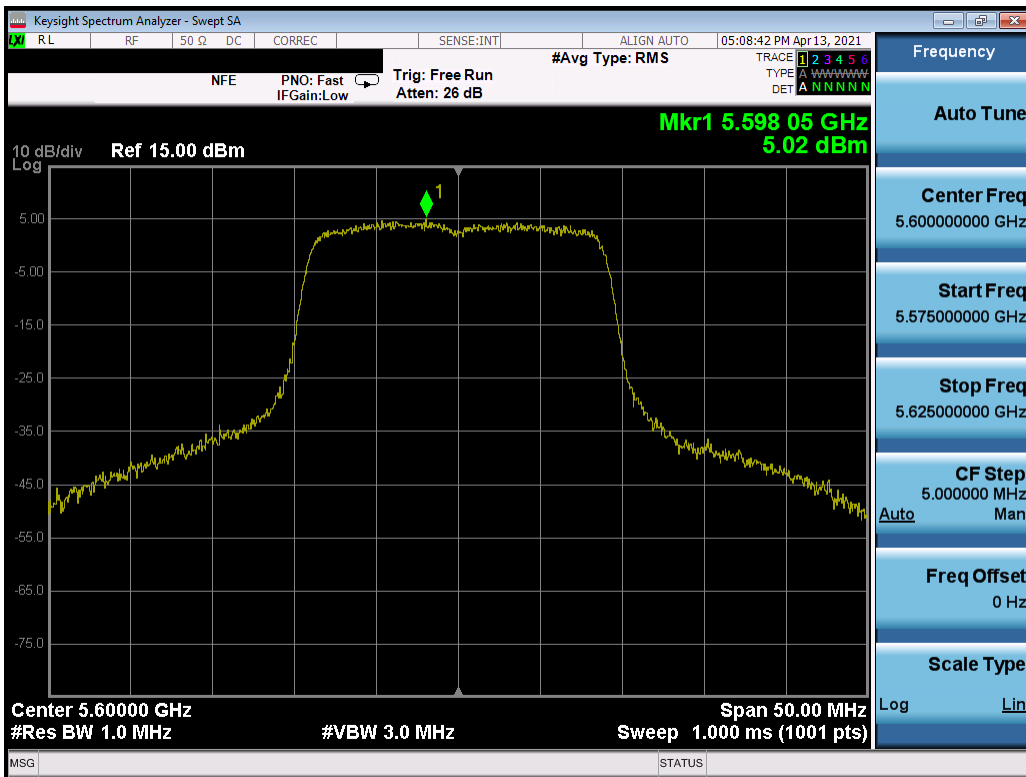 Keysight Spectrum Analyzer - Swept SA
LXI RL RF 50 Ω DC CORREC SENSE:INT ALIGN AUTO 05:08:42 PM Apr 13, 2021
NFE PNO: Fast Trig: Free Run #Avg Type: RMS TRACE 1 2 3 4 5 6
IFGain:Low Atten: 26 dB TYPE A W W W W W
DET A N N N N N
Mkr1 5.598 05 GHz
5.02 dBm
10 dB/div Ref 15.00 dBm
Log
1
5.00
-5.00
-15.0
-25.0
-35.0
-45.0
-55.0
-65.0
-75.0
Center 5.60000 GHz Span 50.00 MHz
#Res BW 1.0 MHz #VBW 3.0 MHz Sweep 1.000 ms (1001 pts)
MSG STATUS
Frequency
Auto Tune
Center Freq
5.600000000 GHz
Start Freq
5.575000000 GHz
Stop Freq
5.625000000 GHz
CF Step
5.000000 MHz
Auto Man
Freq Offset
0 Hz
Scale Type
Log Lin